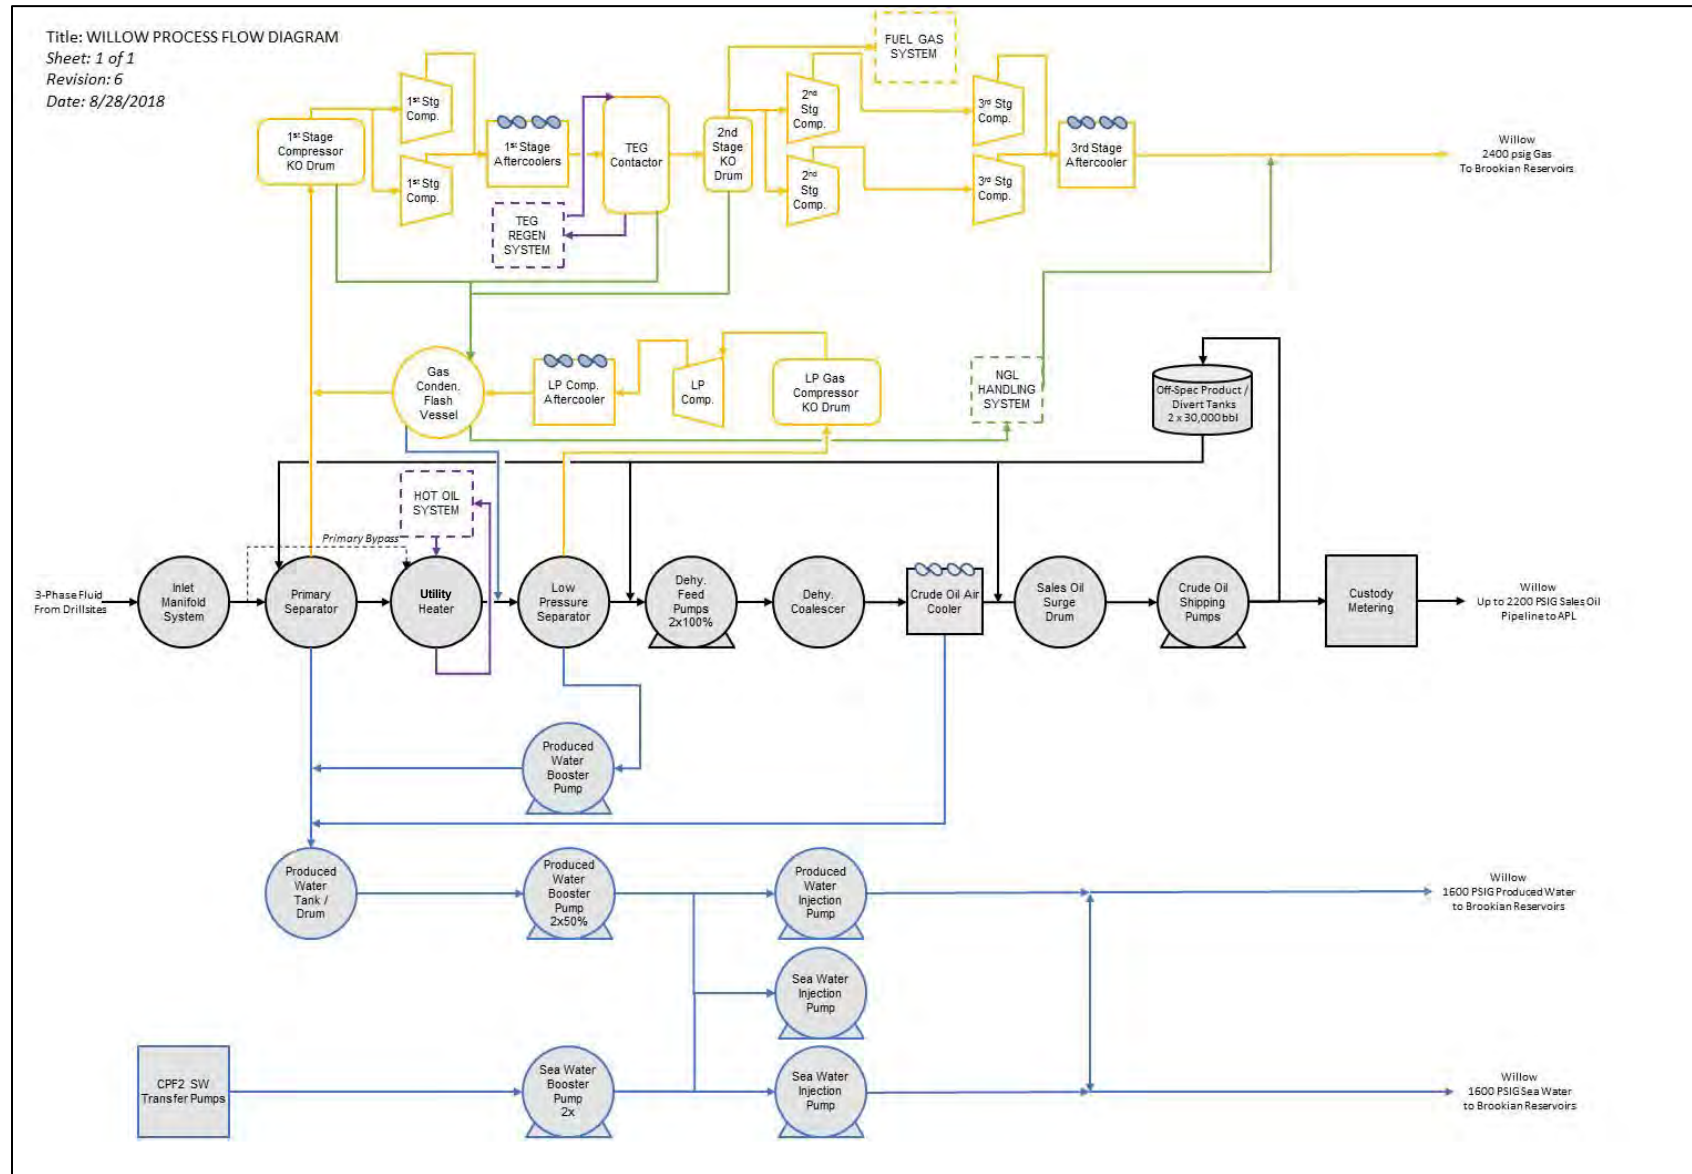 Title: WILLOW PROCESS FLOW DIAGRAM
Sheet: 1 of 1
Revision: 6
Date: 8/28/2018
FUEL GAS
SYSTEM
1st Stage
Compressor
KO Drum
1st Stg
Comp.
1st Stg
Comp.
1st Stage
Aftercoolers
TEG
Contactor
TEG
REGEN
SYSTEM
2nd
Stage
KO
Drum
2nd
Stg
Comp.
2nd
Stg
Comp.
3rd Stg
Comp.
3rd Stg
Comp.
3rd Stage
Aftercooler
Willow
2400 psig Gas
To Brookian Reservoirs
Gas
Conden.
Flash
Vessel
LP Comp.
Aftercooler
LP
Comp.
LP Gas
Compressor
KO Drum
NGL
HANDLING
SYSTEM
Off-Spec Product /
Divert Tanks
2 x 30,000 bbl
HOT OIL
SYSTEM
Primary Bypass
3-Phase Fluid
From Drillsites
Inlet
Manifold
System
Primary
Separator
Utility
Heater
Low
Pressure
Separator
Dehy.
Feed
Pumps
2x100%
Dehy.
Coalescer
Crude Oil Air
Cooler
Sales Oil
Surge
Drum
Crude Oil
Shipping
Pumps
Custody
Metering
Willow
Up to 2200 PSIG Sales Oil
Pipeline to APL
Produced
Water
Booster
Pump
Produced
Water
Tank /
Drum
Produced
Water
Booster
Pump
2x50%
Produced
Water
Injection
Pump
Willow
1600 PSIG Produced Water
to Brookian Reservoirs
Sea Water
Injection
Pump
CPF2 SW
Transfer Pumps
Sea Water
Booster
Pump
2x
Sea Water
Injection
Pump
Willow
1600 PSIG Sea Water
to Brookian Reservoirs